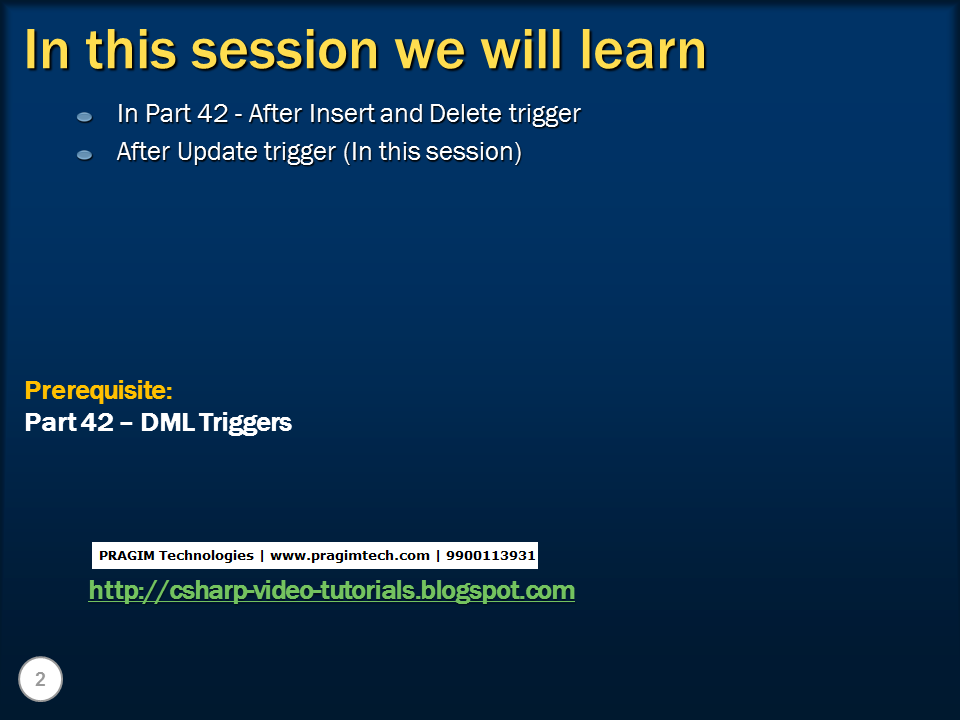 In this session we will learn
In Part 42 - After Insert and Delete trigger
After Update trigger (In this session)
Prerequisite:
Part 42 – DML Triggers
PRAGIM Technologies | www.pragimtech.com | 9900113931
http://csharp-video-tutorials.blogspot.com
2